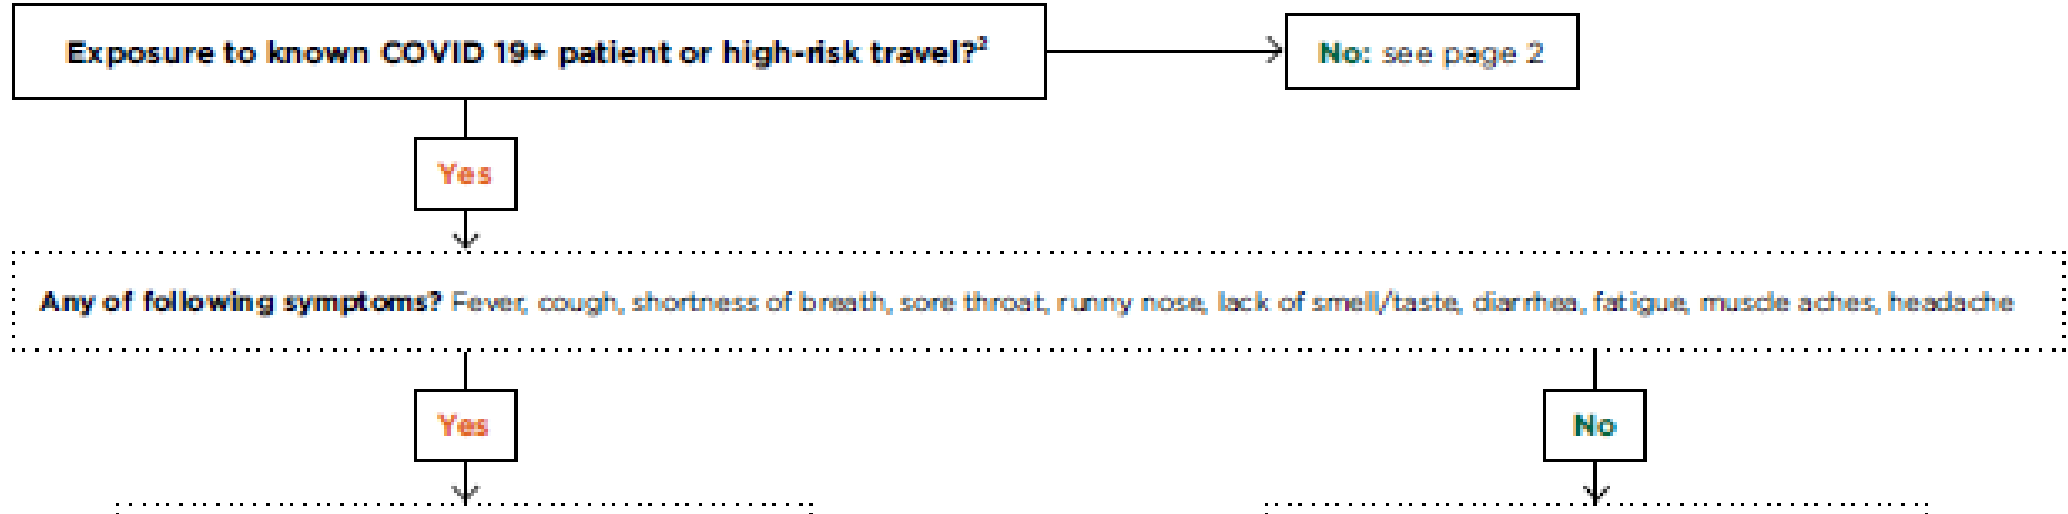 Exposure to known COVID 19+ patient or high-risk travel?²
No: see page 2
Yes
Any of following symptoms? Fever, cough, shortness of breath, sore throat, runny nose, lack of smell/taste, diarrhea, fatigue, muscle aches, headache
Yes
No